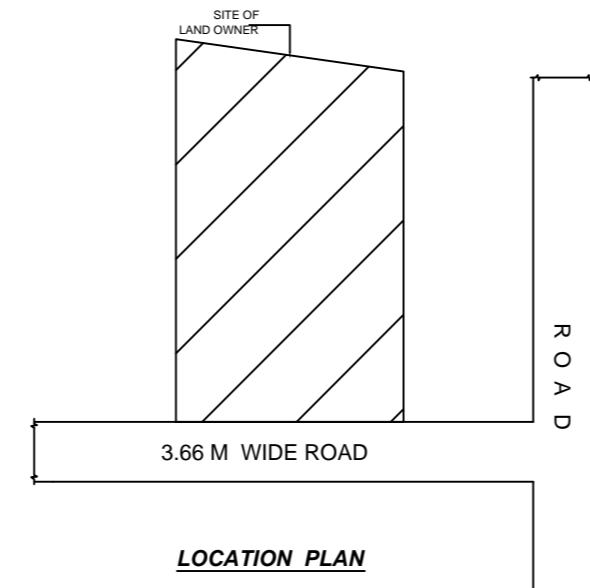 SITE OF
LAND OWNER
R O A D
3.66 M WIDE ROAD
LOCATION PLAN